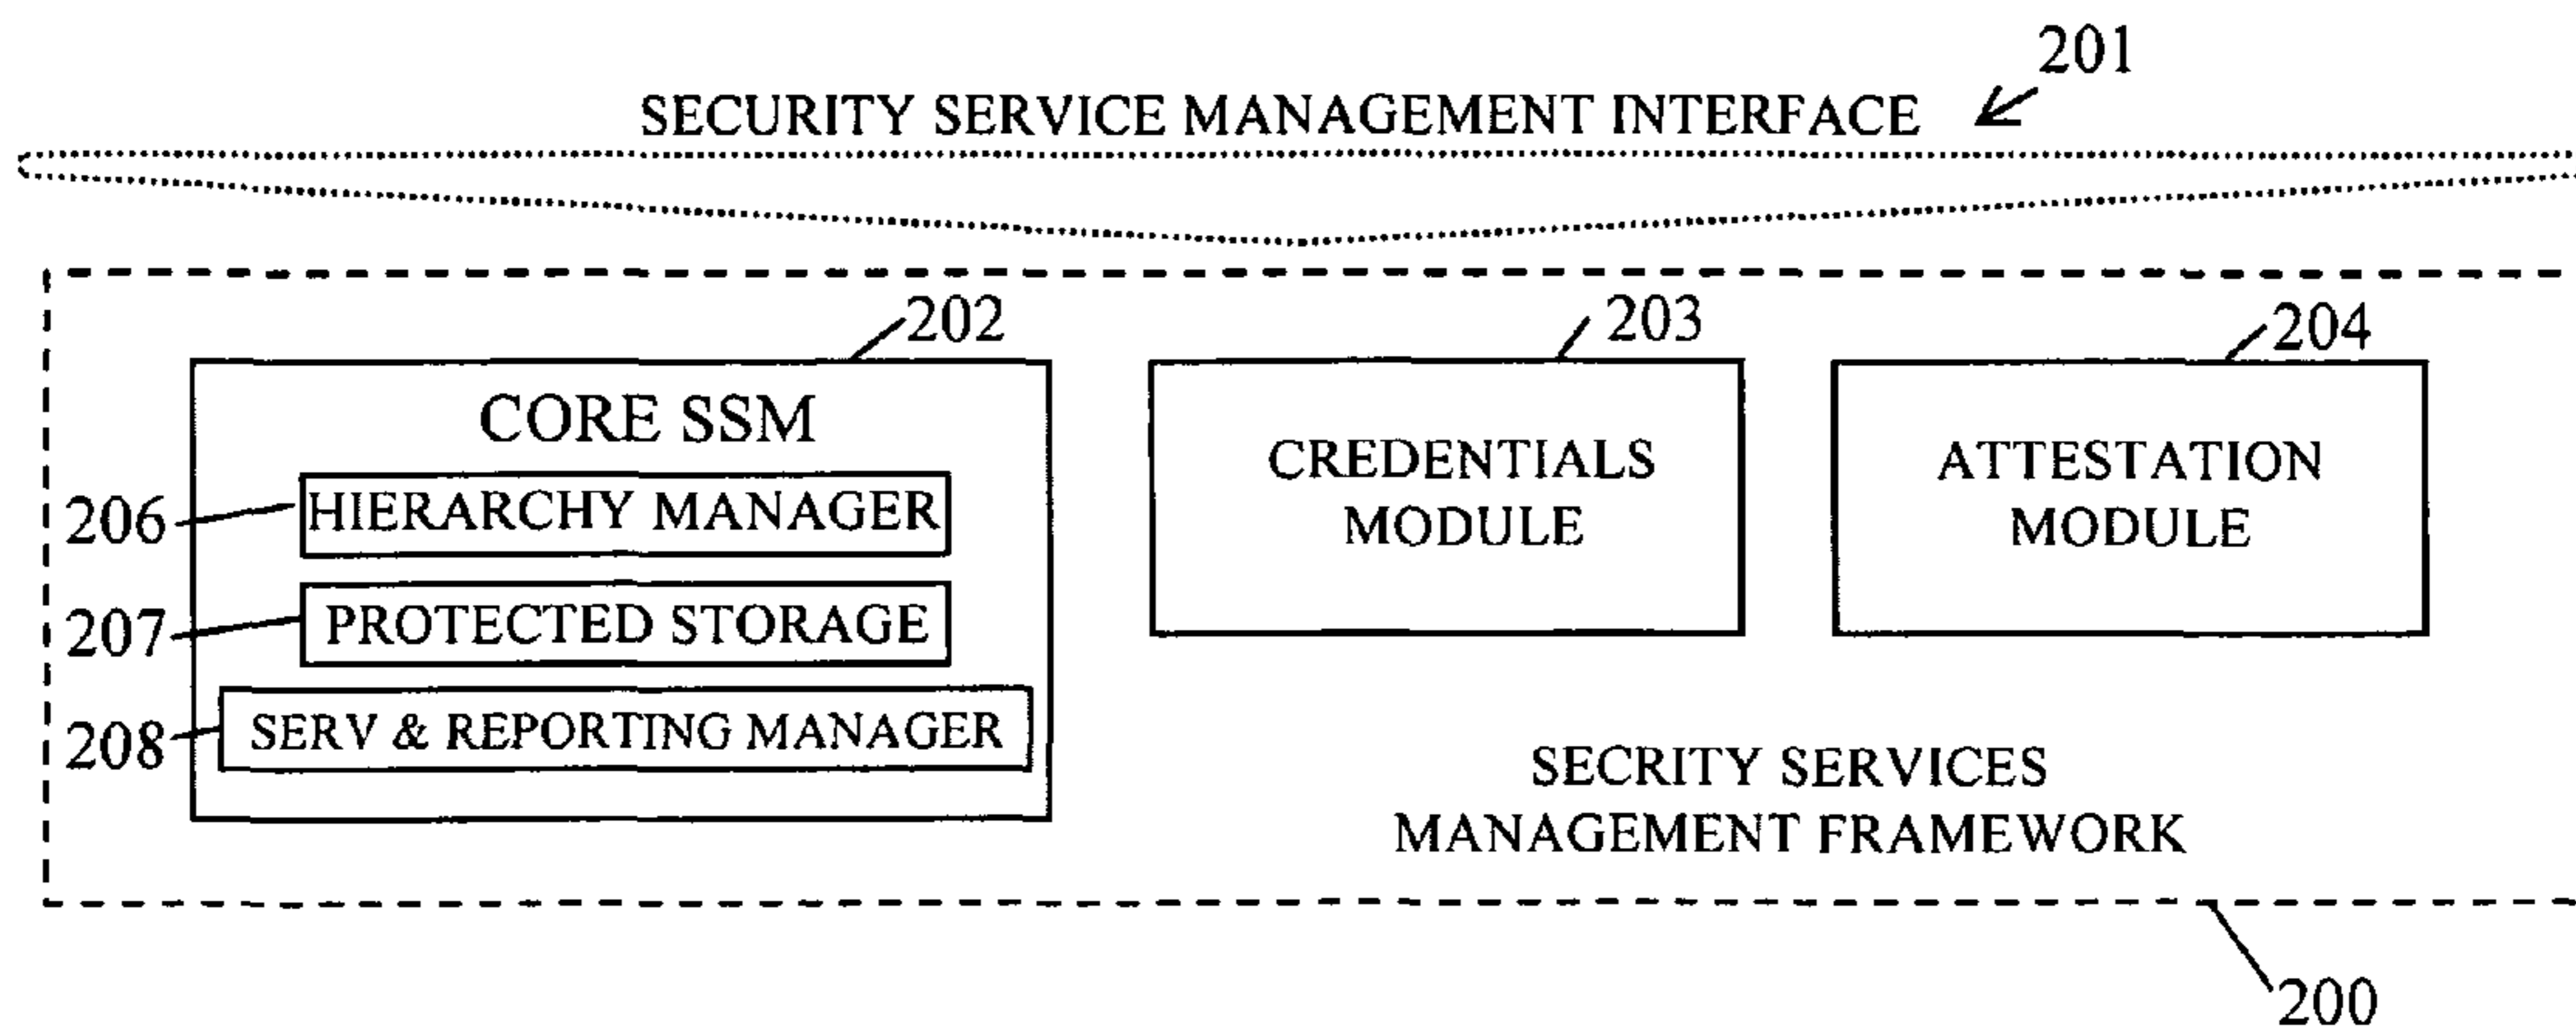 201
SECURITY SERVICE MANAGEMENT INTERFACE
202
203
204
CORE SSM
CREDENTIALS
MODULE
ATTESTATION
MODULE
206
HIERARCHY MANAGER
207
PROTECTED STORAGE
208
SERV & REPORTING MANAGER
SECRITY SERVICES
MANAGEMENT FRAMEWORK
200